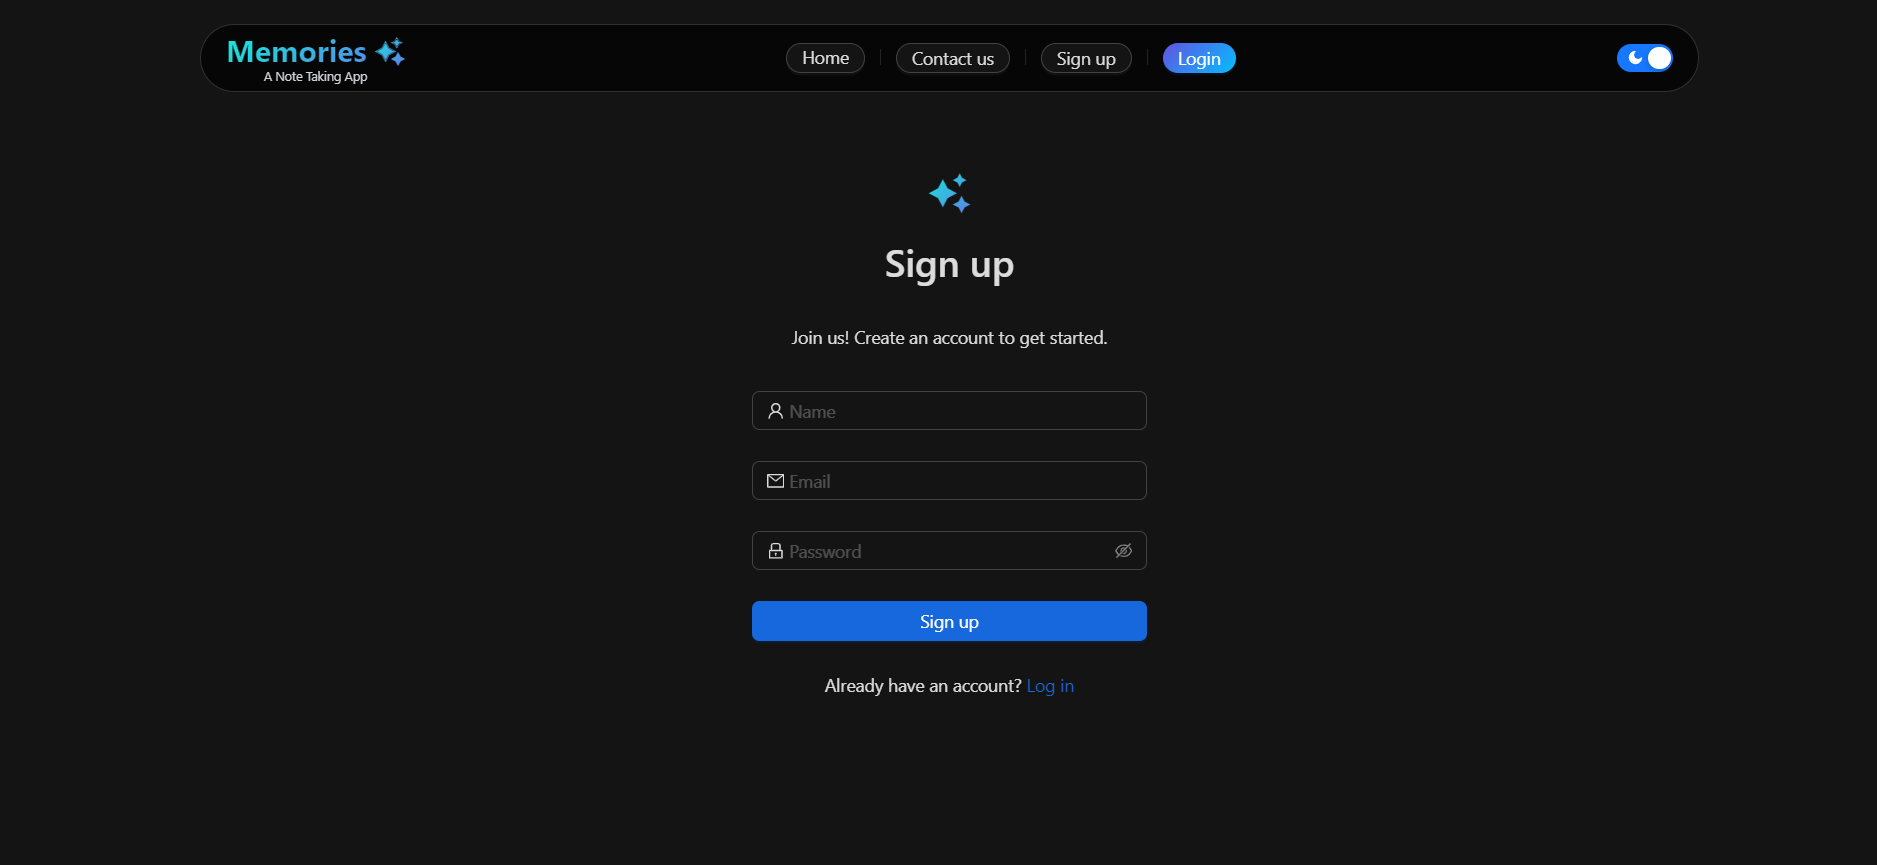 Memories
A Note Taking App
Home
Contact us
Sign up
Login
Sign up
Join us! Create an account to get started.
Name
Email
Password
Sign up
Already have an account? Log in